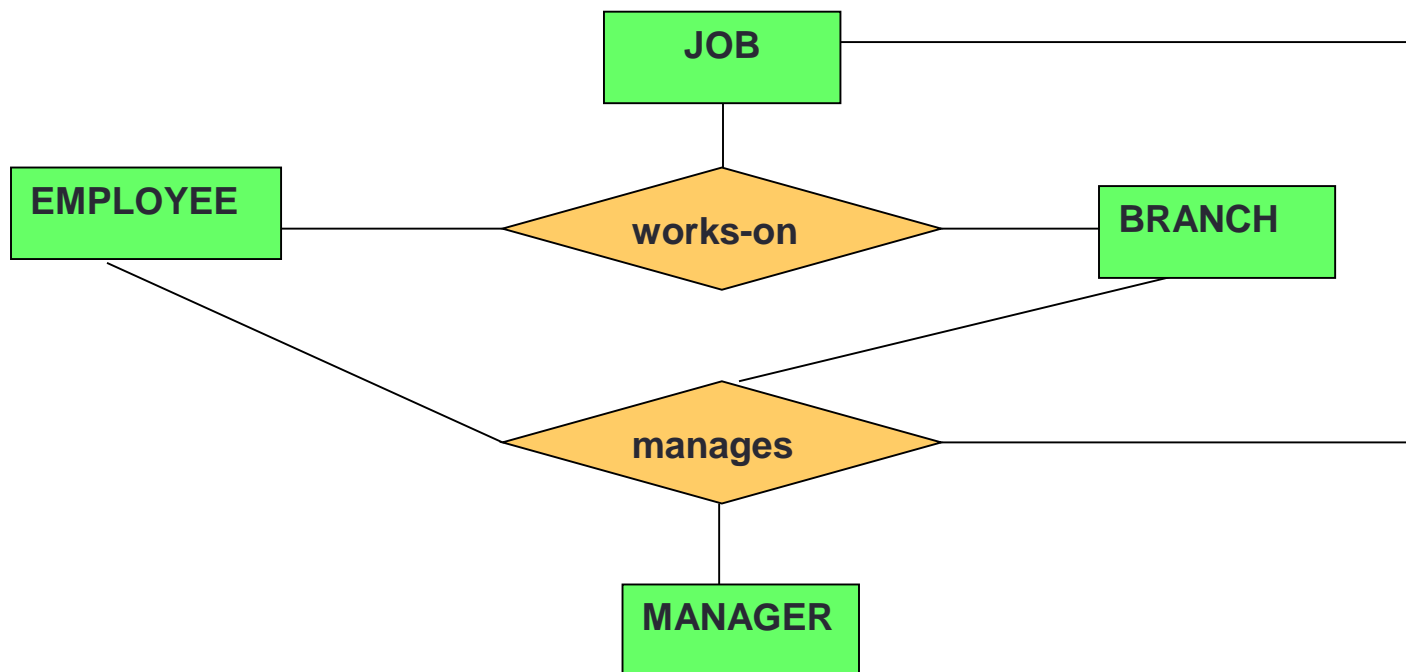 JOB
EMPLOYEE
works-on
BRANCH
manages
MANAGER